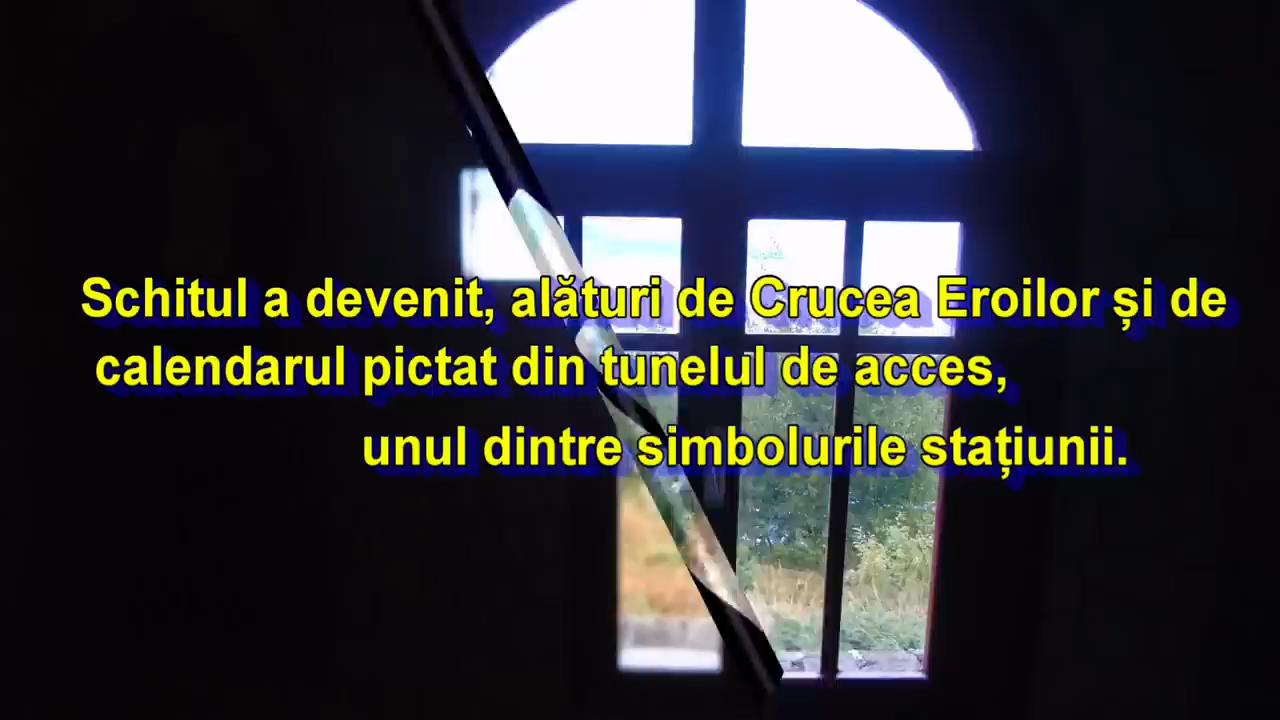 Schitul a devenit, alături de Crucea Eroilor și de
calendarul pictat din tunelul de acces,
unul dintre simbolurile stațiunii.